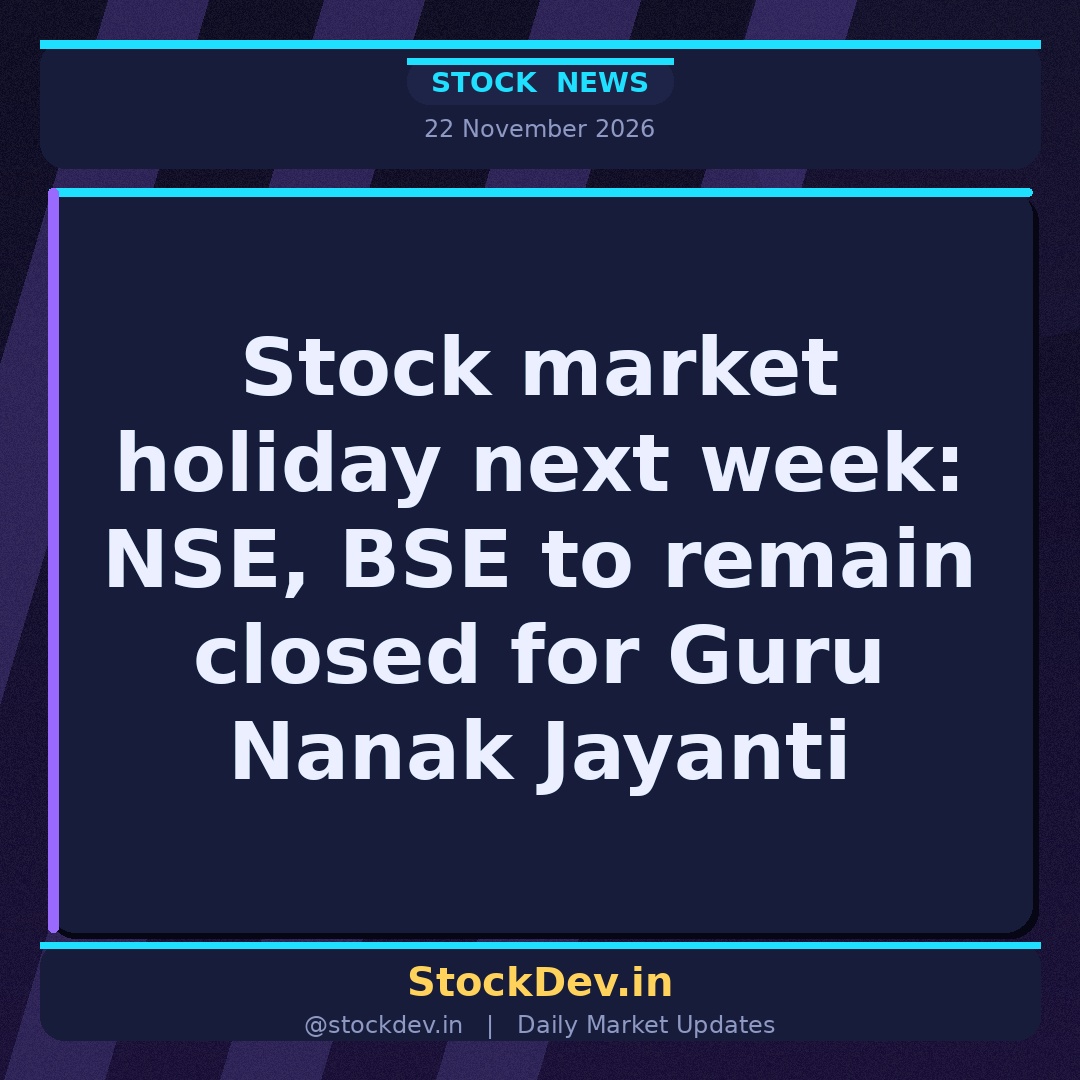 STOCK NEWS
22 November 2026
Stock market
holiday next week:
NSE, BSE to remain
closed for Guru
Nanak Jayanti
StockDev.in
@stockdev.in | Daily Market Updates